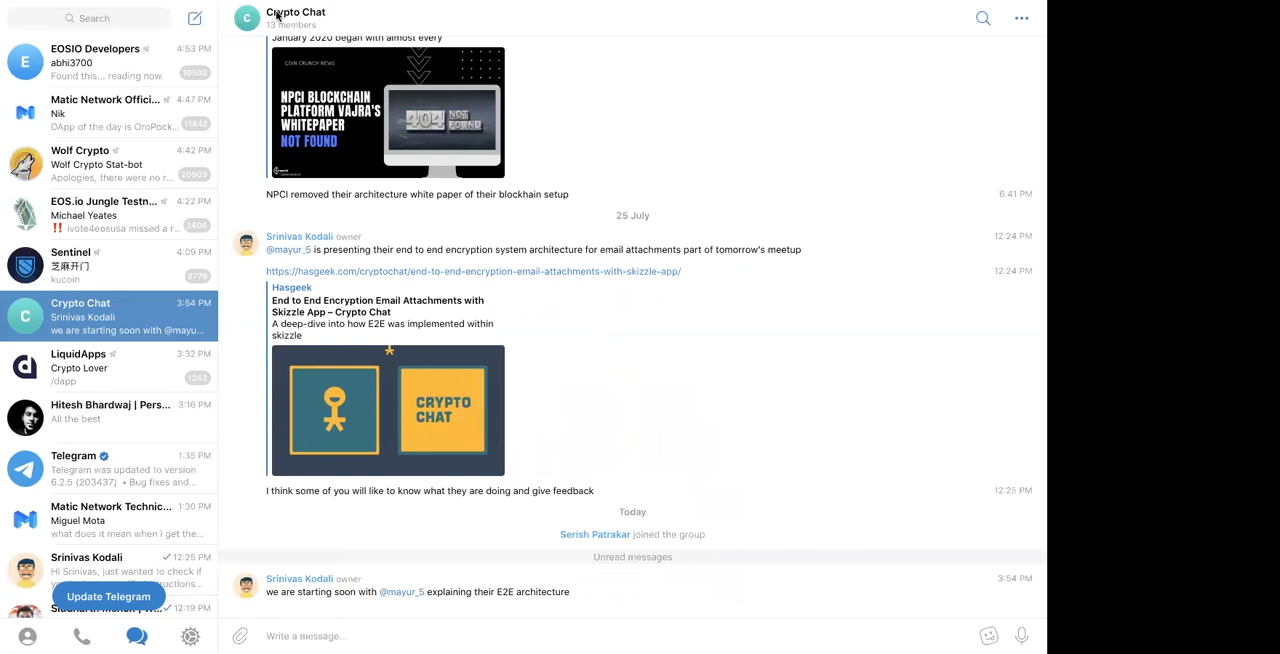 Search
EOSIO Developers 4:53 PM
abhi3700
Found this... reading now. 10502
Matic Network Offici... 4:47 PM
Nik
DApp of the day is OroPock... 11842
Wolf Crypto 4:42 PM
Wolf Crypto Stat-bot
Apologies, there were no r... 20909
EOS.io Jungle Testn... 4:22 PM
Michael Yeates
‼️ ivote4eosusa missed a r... 2406
Sentinel 4:09 PM
芝麻开门
kucoin 2779
C
Crypto Chat 3:54 PM
Srinivas Kodali
we are starting soon with @mayu...
LiquidApps 3:32 PM
Crypto Lover
/dapp 1243
Hitesh Bhardwaj | Pers... 3:16 PM
All the best
Telegram 1:35 PM
Telegram was updated to version
6.2.5 (203437) • Bug fixes and...
Matic Network Technic... 1:30 PM
Miguel Mota
what does it mean when i get the...
Srinivas Kodali 12:25 PM
Hi Srinivas, just wanted to check if
Update Telegram
12:19 PM
C
Crypto Chat
13 members
January 2020 began with almost every
COIN CRUNCH NEWS
NPCI BLOCKCHAIN
PLATFORM VAJRA'S
WHITEPAPER
NOT FOUND
404 NOT FOUND
NPCI removed their architecture white paper of their blockhain setup 6:41 PM
25 July
Srinivas Kodali owner 12:24 PM
@mayur_5 is presenting their end to end encryption system architecture for email attachments part of tomorrow's meetup
https://hasgeek.com/cryptochat/end-to-end-encryption-email-attachments-with-skizzle-app/ 12:24 PM
Hasgeek
End to End Encryption Email Attachments with
Skizzle App – Crypto Chat
A deep-dive into how E2E was implemented within
skizzle
CRYPTO
CHAT
I think some of you will like to know what they are doing and give feedback 12:25 PM
Today
Serish Patrakar joined the group
Unread messages
Srinivas Kodali owner 3:54 PM
we are starting soon with @mayur_5 explaining their E2E architecture
Write a message...